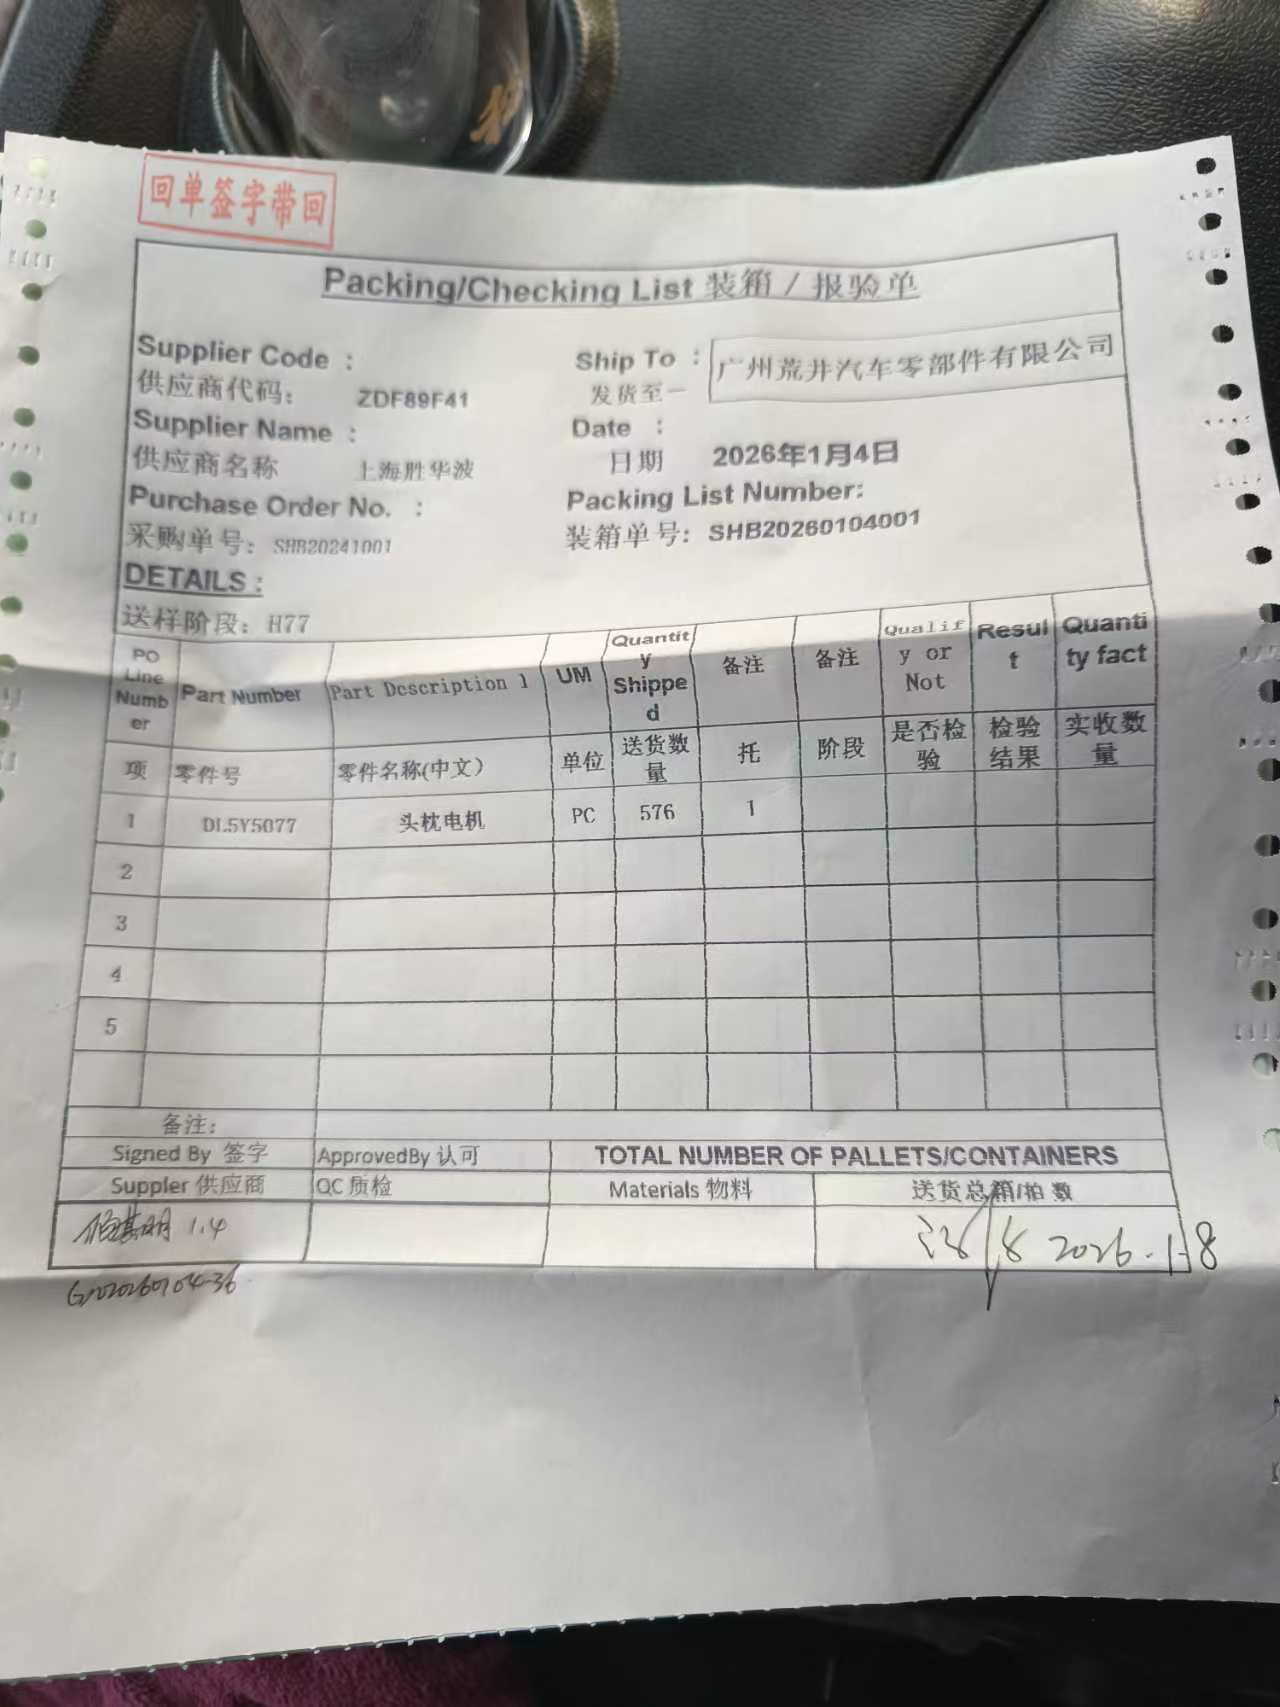 回单签字带回
Packing/Checking List 装箱 / 报验单
Supplier Code :
供应商代码: ZDF89F41
Ship To :
发货至一
广州荒井汽车零部件有限公司
Supplier Name :
供应商名称 上海胜华波
Date :
日期 2026年1月4日
Purchase Order No. :
采购单号: SHB20241001
Packing List Number:
装箱单号: SHB20260104001
DETAILS :
送样阶段: H77
PO Line Number Part Number Part Description 1 UM Quantity Shipped 备注 备注 Qualify or Not Result Quantity fact
项 零件号 零件名称(中文) 单位 送货数量 托 阶段 是否检验 检验结果 实收数量
1 DL5Y5077 头枕电机 PC 576 1
2
3
4
5
备注:
Signed By 签字 ApprovedBy 认可 TOTAL NUMBER OF PALLETS/CONTAINERS
Suppler 供应商 QC 质检 Materials 物料 送货总箱/拍 数
1.4
2026.1.8